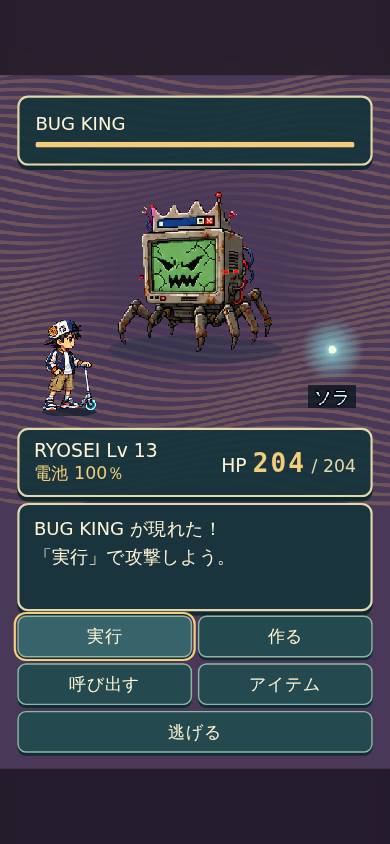 BUG KING
ソラ
RYOSEI Lv 13
電池 100％
HP 204 / 204
BUG KING が現れた！
「実行」で攻撃しよう。
実行
作る
呼び出す
アイテム
逃げる